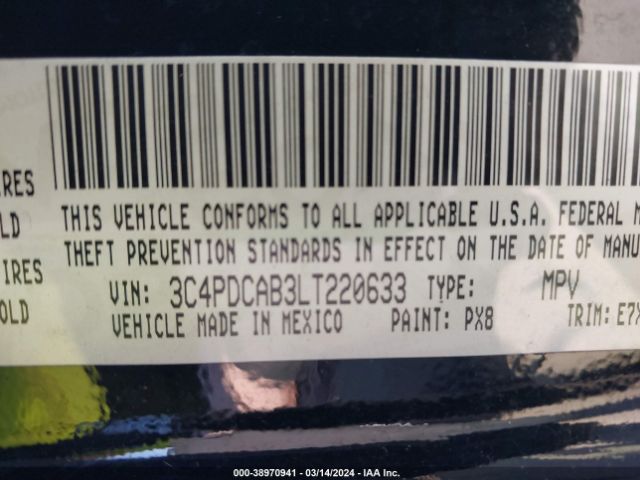 THIS VEHICLE CONFORMS TO ALL APPLICABLE U.S.A. FEDERAL M
THEFT PREVENTION STANDARDS IN EFFECT ON THE DATE OF MANU
VIN: 3C4PDCAB3LT220633 TYPE: MPV
VEHICLE MADE IN MEXICO PAINT: PX8 TRIM: E7X
IRES
LD
IRES
OLD
000-38970941 - 03/14/2024 - IAA Inc.